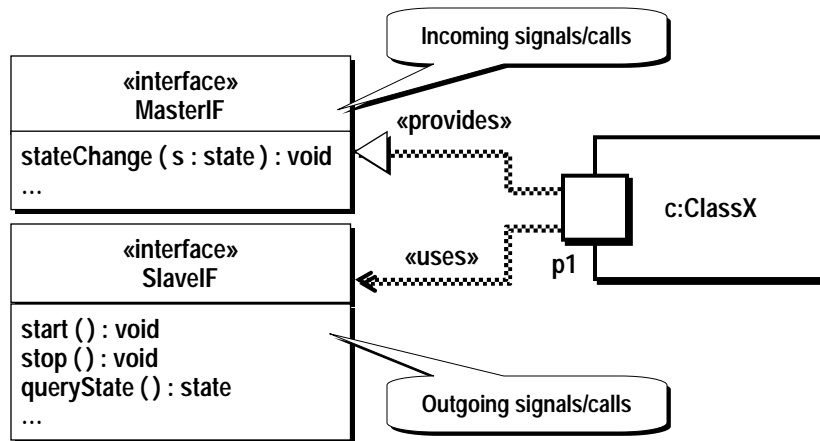 Incoming signals/calls
«interface»
MasterIF
stateChange ( s : state ) : void
...
«provides»
c:ClassX
p1
«interface»
SlaveIF
«uses»
start ( ) : void
stop ( ) : void
queryState ( ) : state
...
Outgoing signals/calls